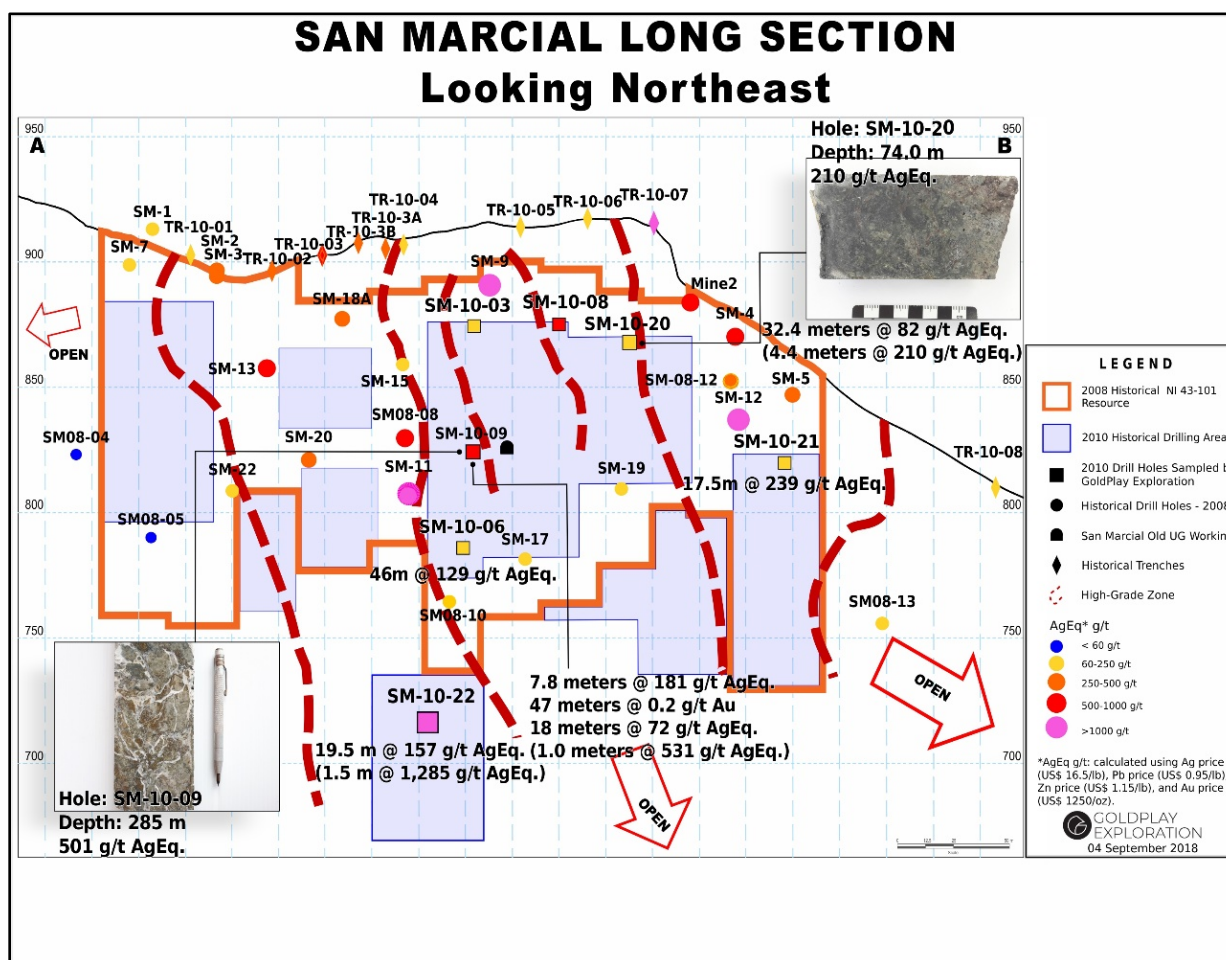 SAN MARCIAL LONG SECTION
Looking Northeast
950
A
Hole: SM-10-20
Depth: 74.0 m
210 g/t AgEq.
B
950
SM-1
TR-10-01
SM-7
SM-2
SM-3
TR-10-02
TR-10-03
TR-10-3B
TR-10-3A
TR-10-04
TR-10-05
TR-10-06
TR-10-07
900
900
SM-9
SM-18A
SM-10-03
SM-10-08
SM-10-20
Mine2
SM-4
32.4 meters @ 82 g/t AgEq.
(4.4 meters @ 210 g/t AgEq.)
OPEN
850
850
SM-13
SM-15
SM-08-12
SM-5
SM-12
SM08-04
SM-20
SM08-08
SM-10-09
SM-10-21
TR-10-08
SM-22
SM-11
SM-19
17.5m @ 239 g/t AgEq.
800
800
SM08-05
SM-10-06
SM-17
46m @ 129 g/t AgEq.
SM08-10
SM08-13
750
750
OPEN
SM-10-22
19.5 m @ 157 g/t AgEq.
(1.5 m @ 1,285 g/t AgEq.)
7.8 meters @ 181 g/t AgEq.
47 meters @ 0.2 g/t Au
18 meters @ 72 g/t AgEq.
(1.0 meters @ 531 g/t AgEq.)
700
700
OPEN
Hole: SM-10-09
Depth: 285 m
501 g/t AgEq.
LEGEND
2008 Historical NI 43-101
Resource
2010 Historical Drilling Area
2010 Drill Holes Sampled b
GoldPlay Exploration
Historical Drill Holes - 2008
San Marcial Old UG Workin
Historical Trenches
High-Grade Zone
AgEq* g/t
< 60 g/t
60-250 g/t
250-500 g/t
500-1000 g/t
>1000 g/t
*AgEq g/t: calculated using Ag price
(US$ 16.5/lb), Pb price (US$ 0.95/lb)
Zn price (US$ 1.15/lb), and Au price
(US$ 1250/oz).
GOLDPLAY
EXPLORATION
04 September 2018